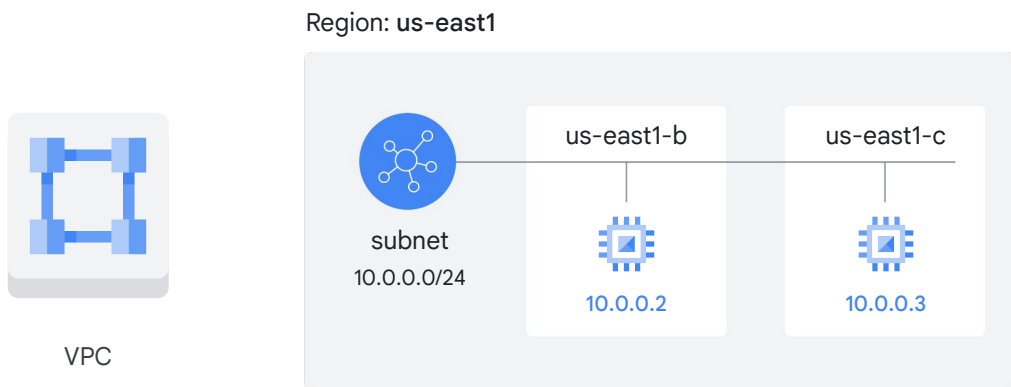 Region: us-east1
us-east1-b
us-east1-c
subnet
10.0.0.0/24
10.0.0.2
10.0.0.3
VPC